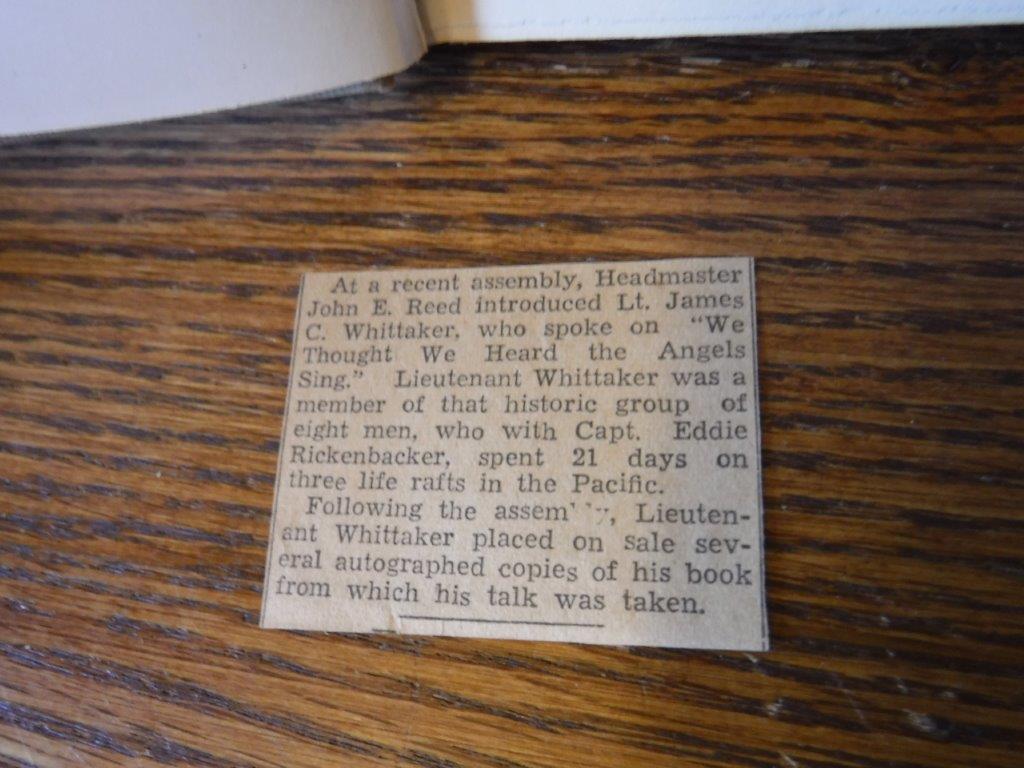 At a recent assembly, Headmaster
John E. Reed introduced Lt. James
C. Whittaker, who spoke on "We
Thought We Heard the Angels
Sing." Lieutenant Whittaker was a
member of that historic group of
eight men, who with Capt. Eddie
Rickenbacker, spent 21 days on
three life rafts in the Pacific.
Following the assembly, Lieuten-
ant Whittaker placed on sale sev-
eral autographed copies of his book
from which his talk was taken.